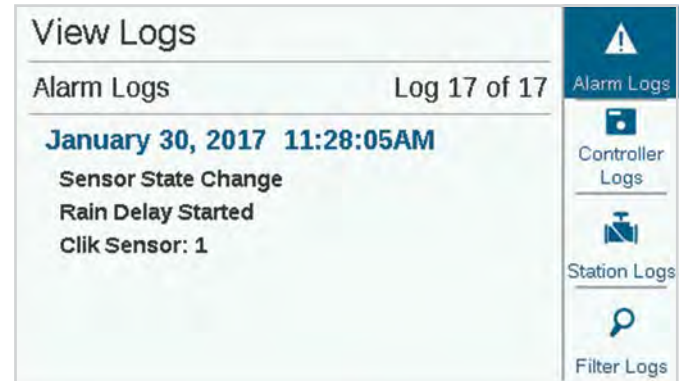 View Logs
Alarm Logs Log 17 of 17
January 30, 2017 11:28:05AM
Sensor State Change
Rain Delay Started
Clik Sensor: 1
Alarm Logs
Controller
Logs
Station Logs
Filter Logs